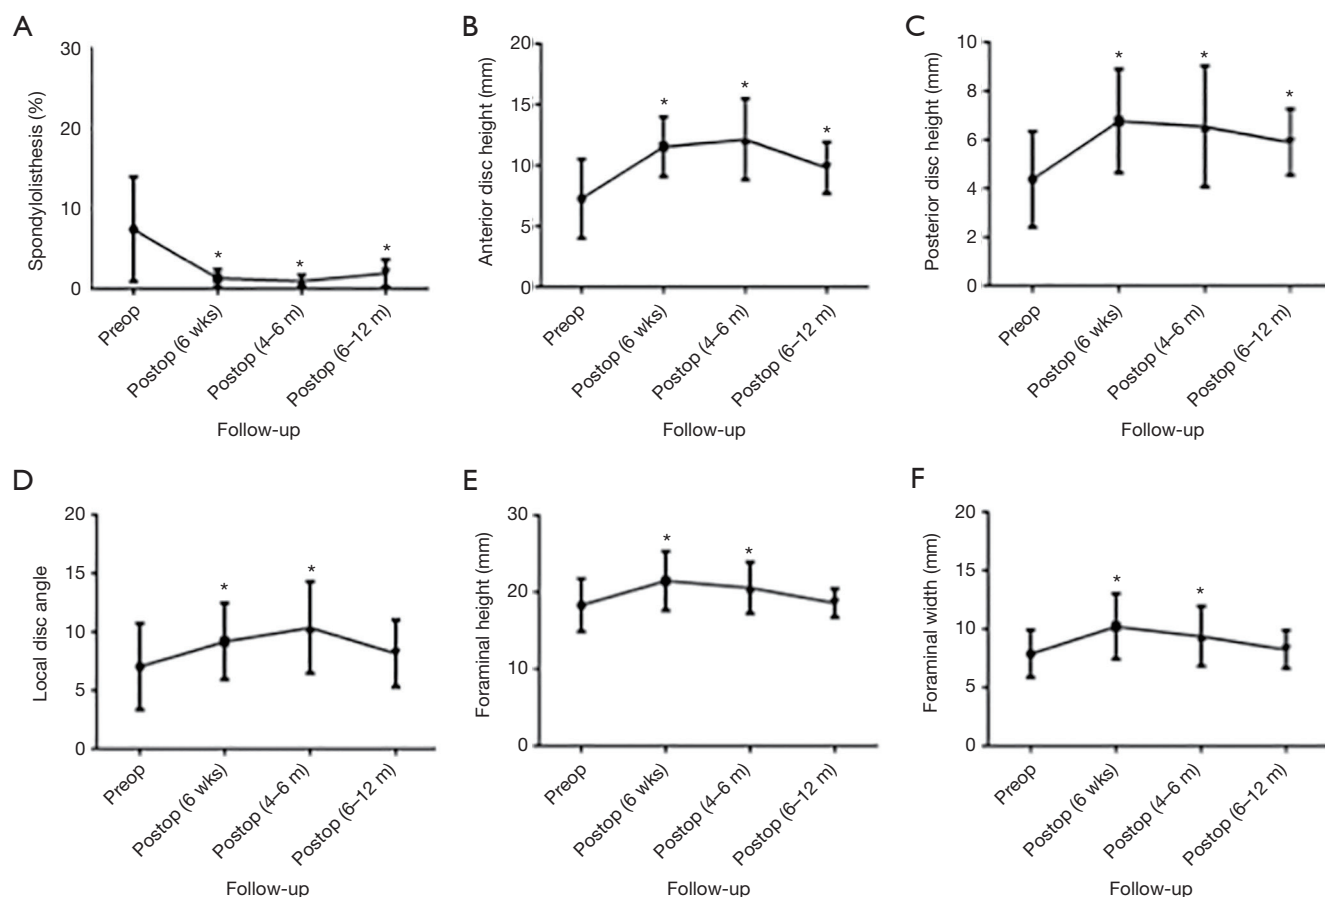 A
Spondylolisthesis (%)
30
20
10
0
Preop
Postop (6 wks)
Postop (4–6 m)
Postop (6–12 m)
Follow-up
*
*
*
B
Anterior disc height (mm)
20
15
10
5
0
Preop
Postop (6 wks)
Postop (4–6 m)
Postop (6–12 m)
Follow-up
*
*
*
C
Posterior disc height (mm)
10
8
6
4
2
0
Preop
Postop (6 wks)
Postop (4–6 m)
Postop (6–12 m)
Follow-up
*
*
*
D
Local disc angle
20
15
10
5
0
Preop
Postop (6 wks)
Postop (4–6 m)
Postop (6–12 m)
Follow-up
*
*
E
Foraminal height (mm)
30
20
10
0
Preop
Postop (6 wks)
Postop (4–6 m)
Postop (6–12 m)
Follow-up
*
*
F
Foraminal width (mm)
20
15
10
5
0
Preop
Postop (6 wks)
Postop (4–6 m)
Postop (6–12 m)
Follow-up
*
*